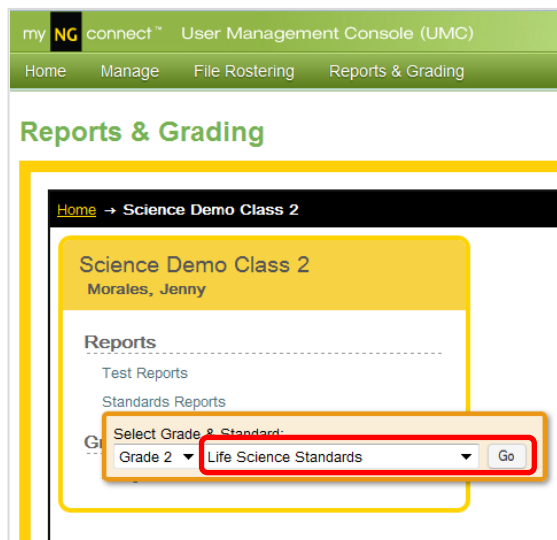 my NG connect™ User Management Console (UMC)
Home Manage File Rostering Reports & Grading
Reports & Grading
Home → Science Demo Class 2
Science Demo Class 2
Morales, Jenny
Reports
Test Reports
Standards Reports
Select Grade & Standard:
Grade 2 Life Science Standards Go